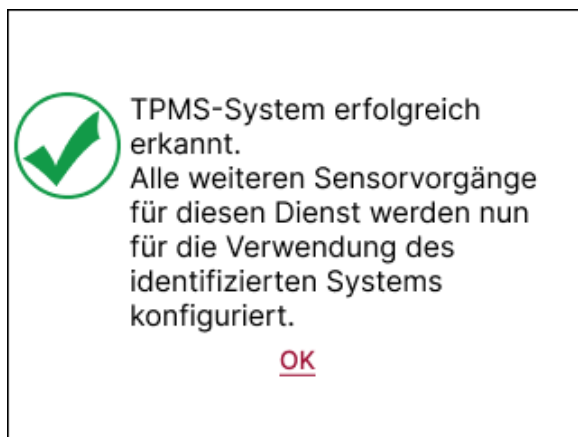 TPMS-System erfolgreich
erkannt.
Alle weiteren Sensorvorgänge
für diesen Dienst werden nun
für die Verwendung des
identifizierten Systems
konfiguriert.
OK